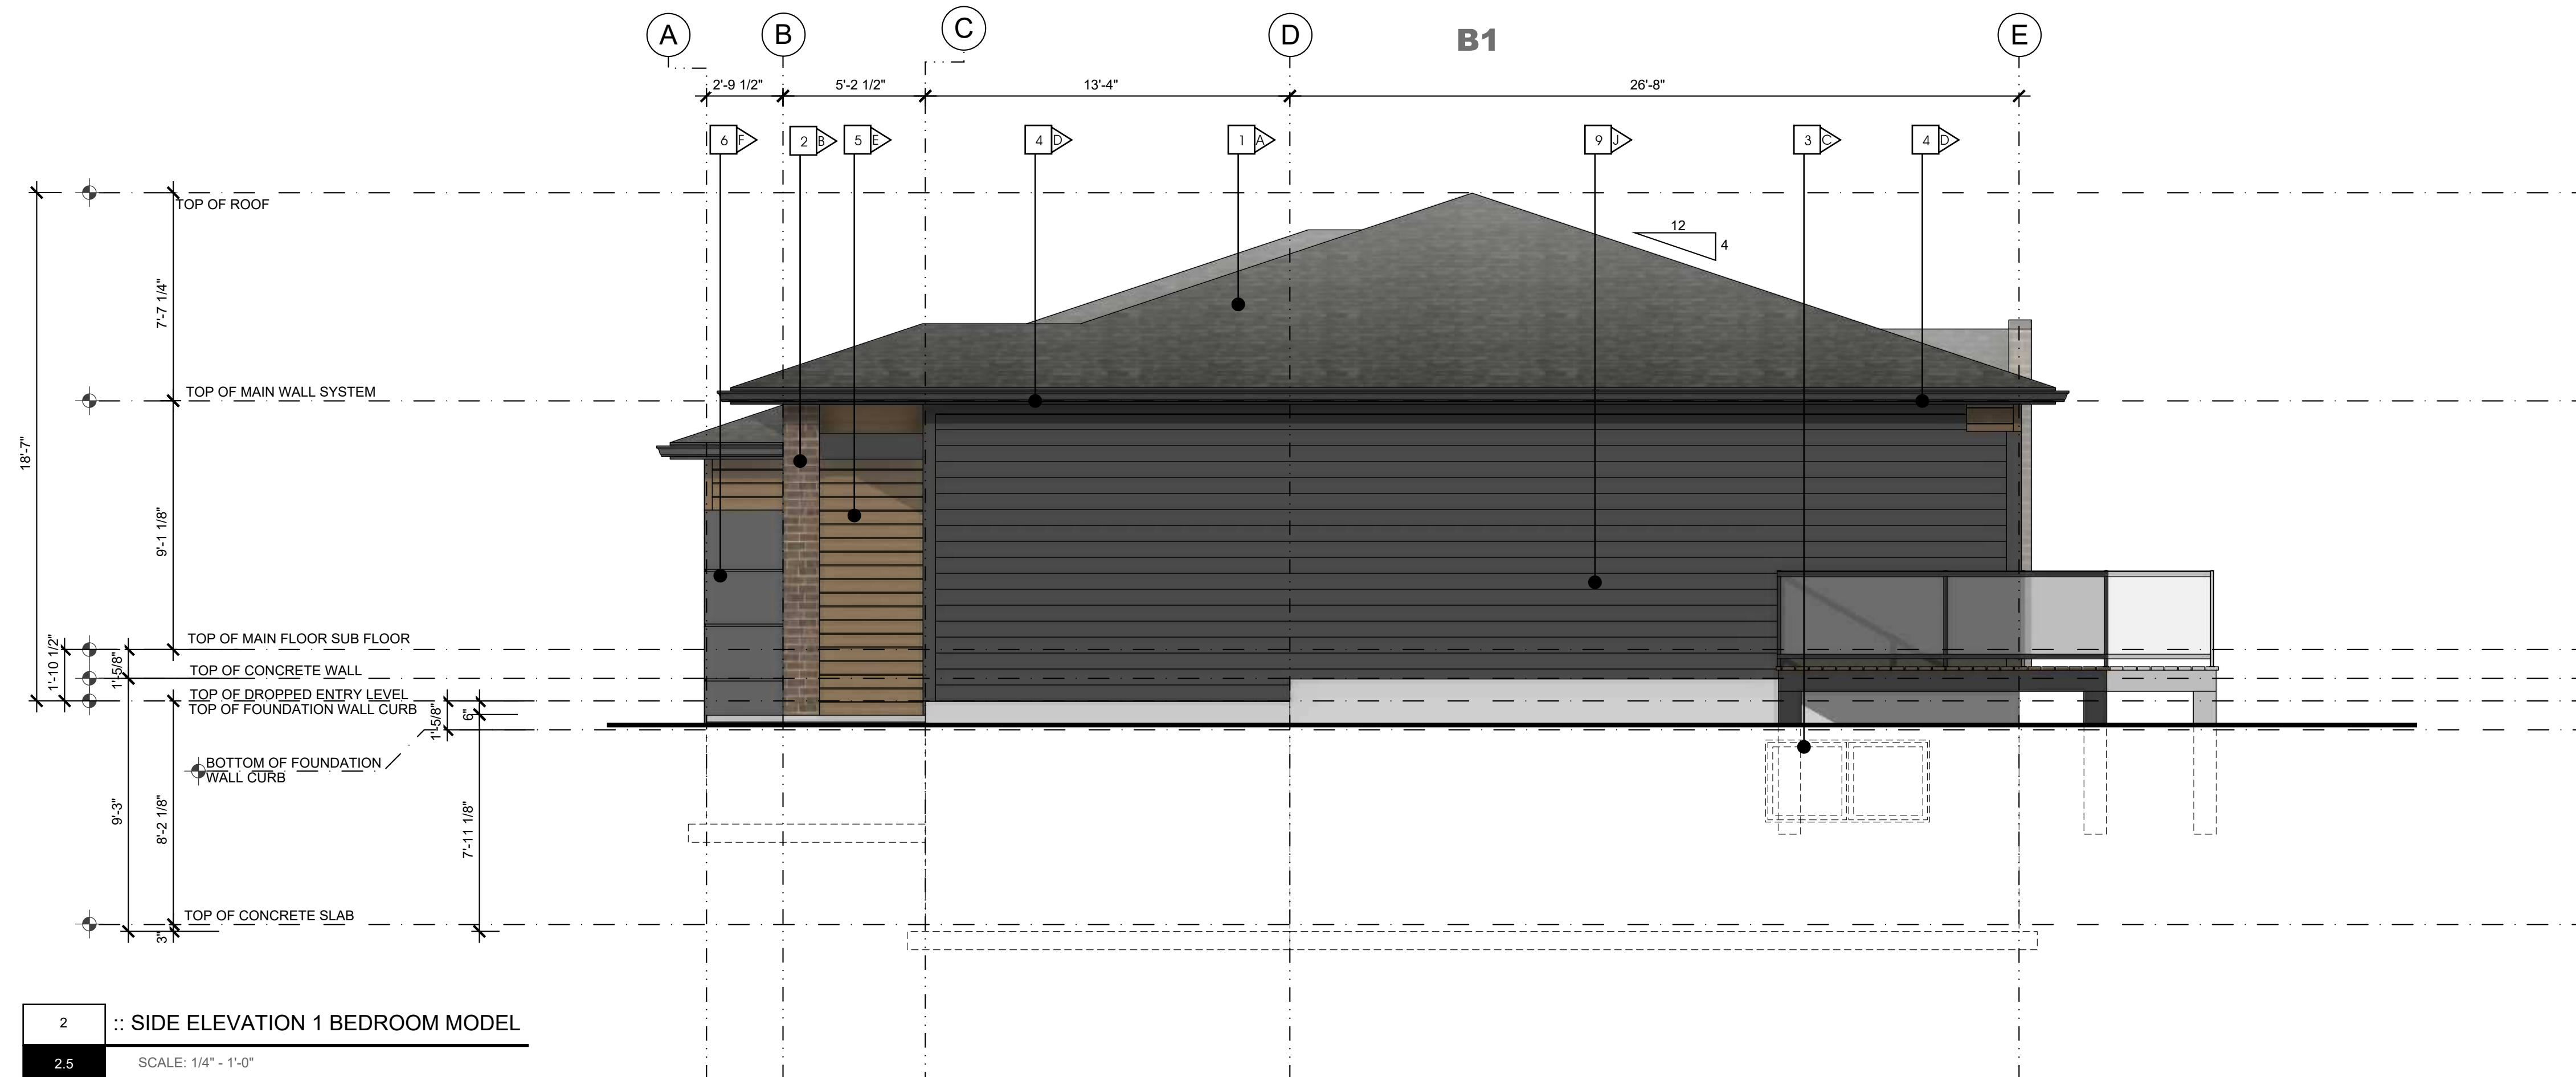 A
B
C
D
B1
E
2'-9 1/2"
5'-2 1/2"
13'-4"
26'-8"
6 F
2 B
5 E
4 D
1 A
9 J
3 C
4 D
TOP OF ROOF
12
4
7'-7 1/4"
TOP OF MAIN WALL SYSTEM
18'-7"
9'-1 1/8"
TOP OF MAIN FLOOR SUB FLOOR
1'-10 1/2"
1'-5/8"
TOP OF CONCRETE WALL
TOP OF DROPPED ENTRY LEVEL
TOP OF FOUNDATION WALL CURB
1'-5/8"
6"
BOTTOM OF FOUNDATION
WALL CURB
9'-3"
8'-2 1/8"
7'-11 1/8"
TOP OF CONCRETE SLAB
3"
2
:: SIDE ELEVATION 1 BEDROOM MODEL
2.5
SCALE: 1/4" - 1'-0"